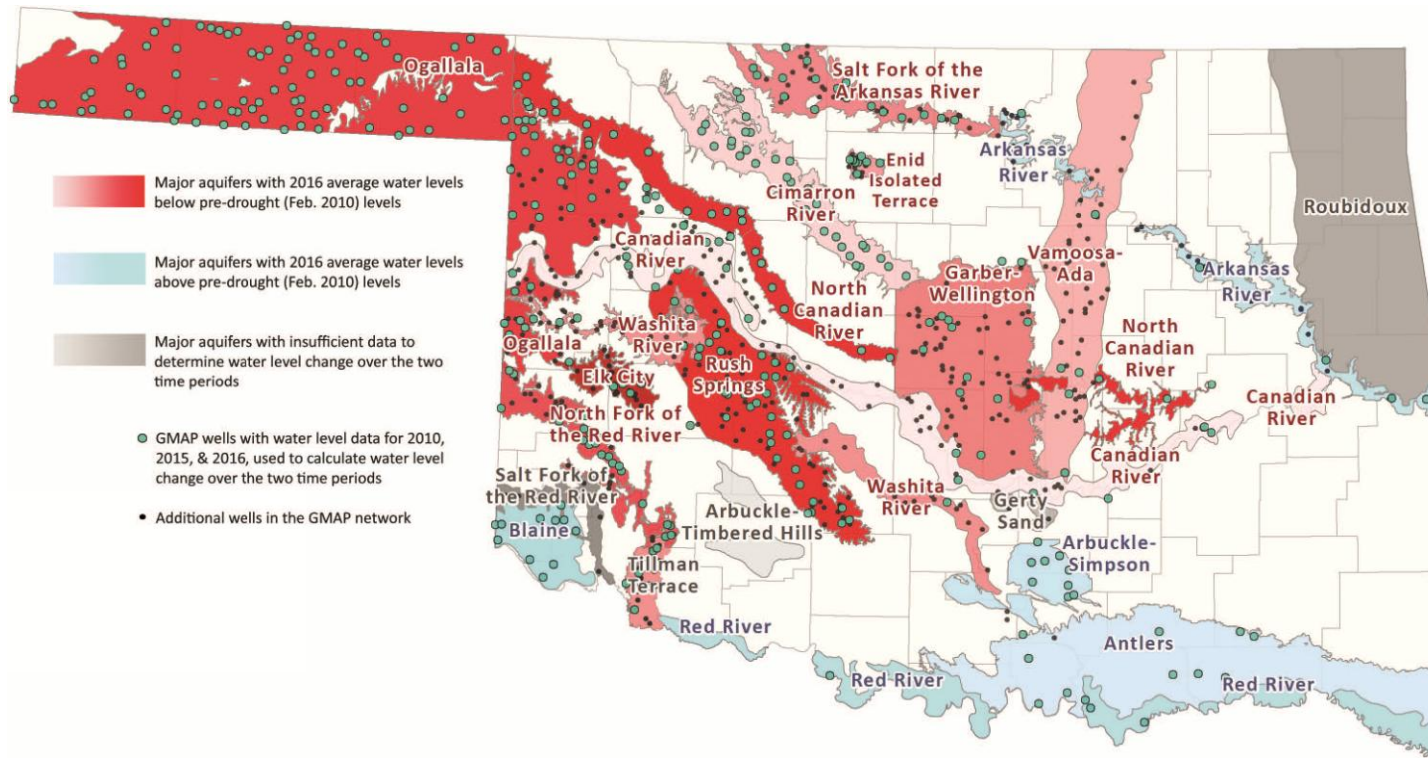 Ogallala
Salt Fork of the
Arkansas River
Arkansas
River
Enid
Isolated
Terrace
Cimarron
River
Roubidoux
Major aquifers with 2016 average water levels
below pre-drought (Feb. 2010) levels
Major aquifers with 2016 average water levels
above pre-drought (Feb. 2010) levels
Major aquifers with insufficient data to
determine water level change over the two
time periods
GMAP wells with water level data for 2010,
2015, & 2016, used to calculate water level
change over the two time periods
Additional wells in the GMAP network
Canadian
River
Vamoosa-
Ada
Arkansas
River
Garber-
Wellington
North
Canadian
River
Washita
River
Ogallala
Elk City
Rush
Springs
North
Canadian
River
Canadian
River
North Fork of
the Red River
Canadian
River
Salt Fork of
the Red River
Washita
River
Gerty
Sand
Blaine
Arbuckle-
Timbered Hills
Arbuckle-
Simpson
Tillman
Terrace
Red River
Antlers
Red River
Red River